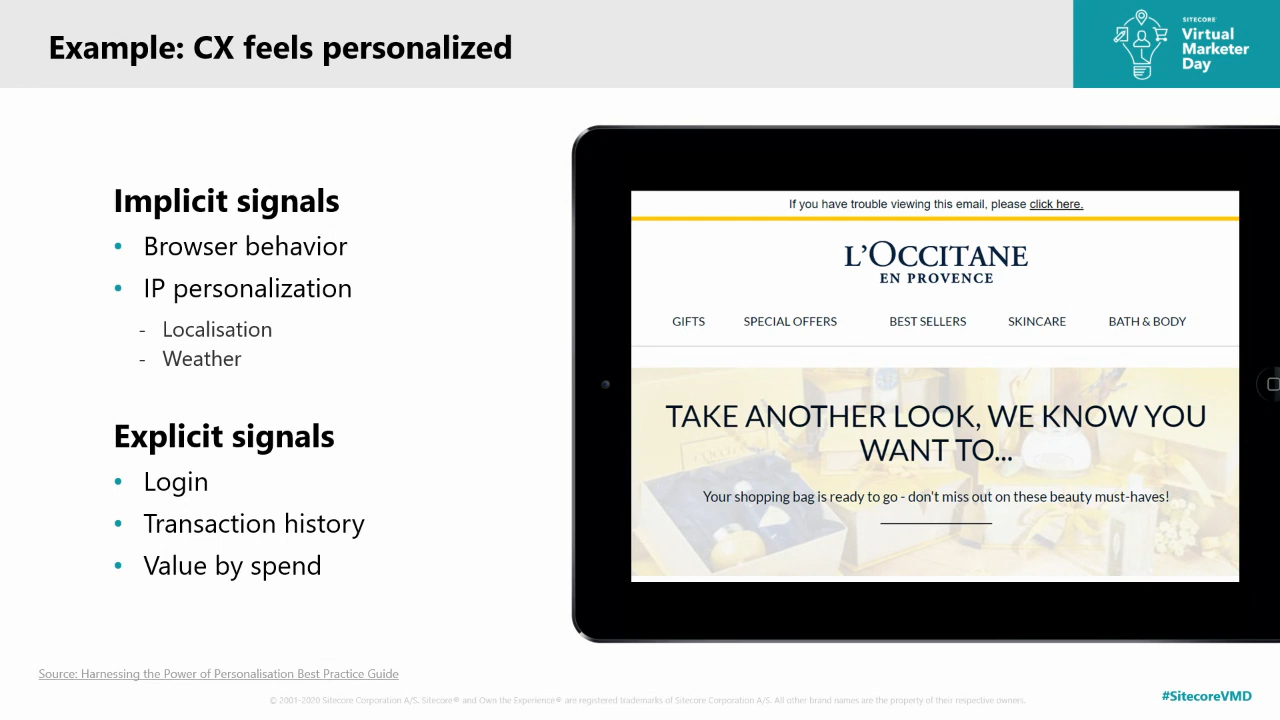 Example: CX feels personalized
SITECORE
Virtual
Marketer
Day
Implicit signals
• Browser behavior
• IP personalization
- Localisation
- Weather
Explicit signals
• Login
• Transaction history
• Value by spend
If you have trouble viewing this email, please click here.
L'OCCITANE
EN PROVENCE
GIFTS SPECIAL OFFERS BEST SELLERS SKINCARE BATH & BODY
TAKE ANOTHER LOOK, WE KNOW YOU
WANT TO...
Your shopping bag is ready to go - don't miss out on these beauty must-haves!
Source: Harnessing the Power of Personalisation Best Practice Guide
© 2001-2020 Sitecore Corporation A/S. Sitecore® and Own the Experience® are registered trademarks of Sitecore Corporation A/S. All other brand names are the property of their respective owners.
#SitecoreVMD